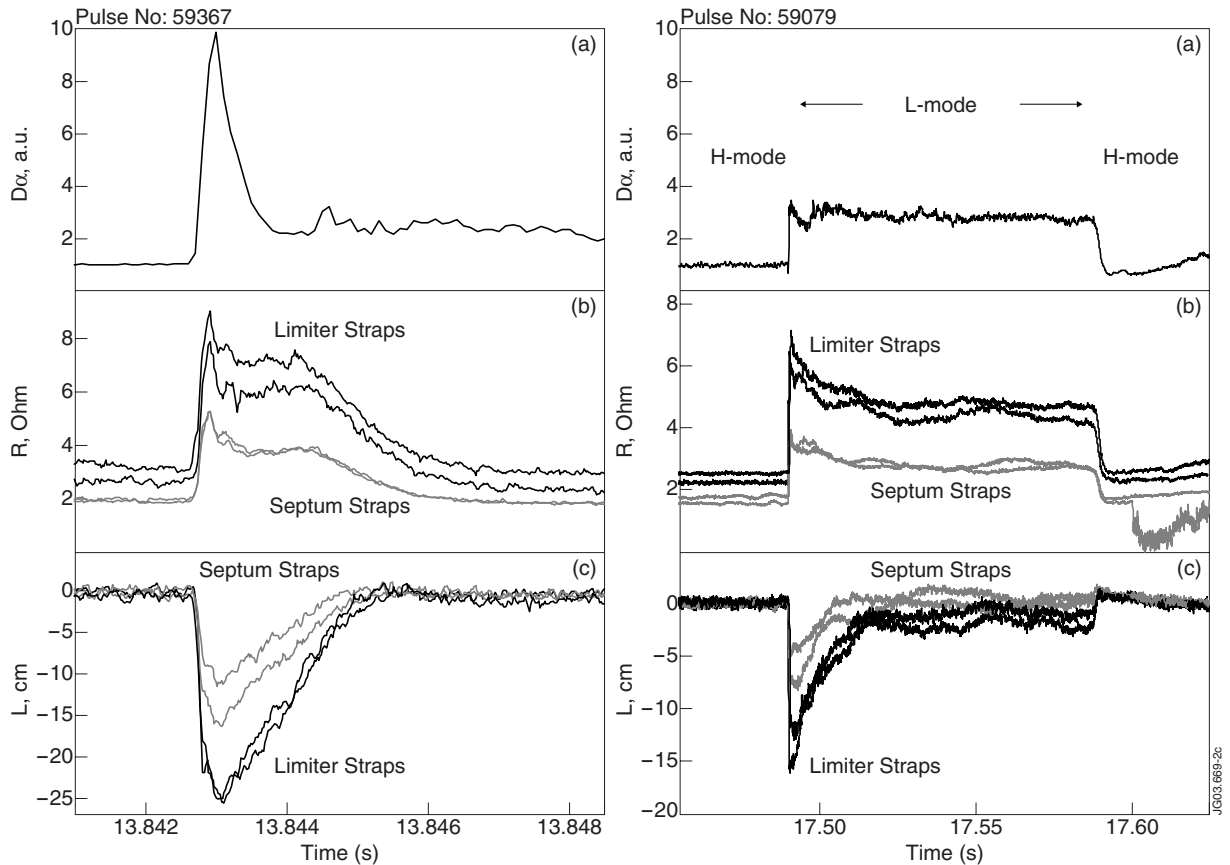 Pulse No: 59367
10
8
6
4
2
Dα, a.u.
(a)
8
6
4
2
R, Ohm
(b)
Limiter Straps
Septum Straps
0
−5
−10
−15
−20
−25
L, cm
(c)
Septum Straps
Limiter Straps
13.842
13.844
13.846
13.848
Time (s)
Pulse No: 59079
10
8
6
4
2
Dα, a.u.
(a)
L-mode
H-mode
H-mode
8
6
4
2
R, Ohm
(b)
Limiter Straps
Septum Straps
0
−5
−10
−15
−20
L, cm
(c)
Septum Straps
Limiter Straps
17.50
17.55
17.60
Time (s)
JG03.669-2c